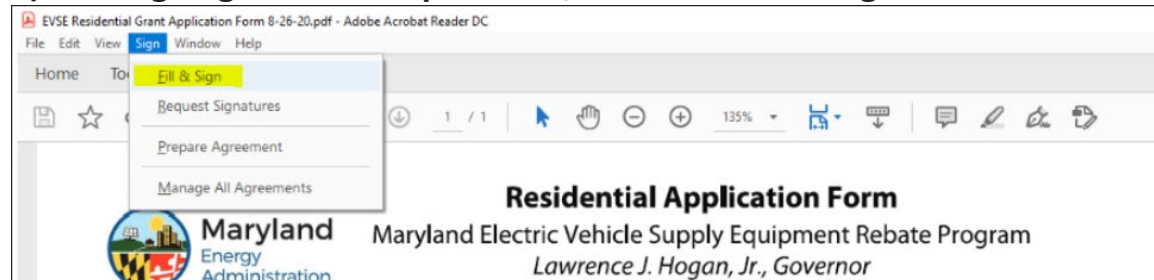 EVSE Residential Grant Application Form 8-26-20.pdf - Adobe Acrobat Reader DC
File Edit View Sign Window Help
Home
Fill & Sign
Request Signatures
1 / 1
135%
Prepare Agreement
Manage All Agreements
Residential Application Form
Maryland
Maryland Electric Vehicle Supply Equipment Rebate Program
Energy
Lawrence J. Hogan, Jr., Governor
Administration